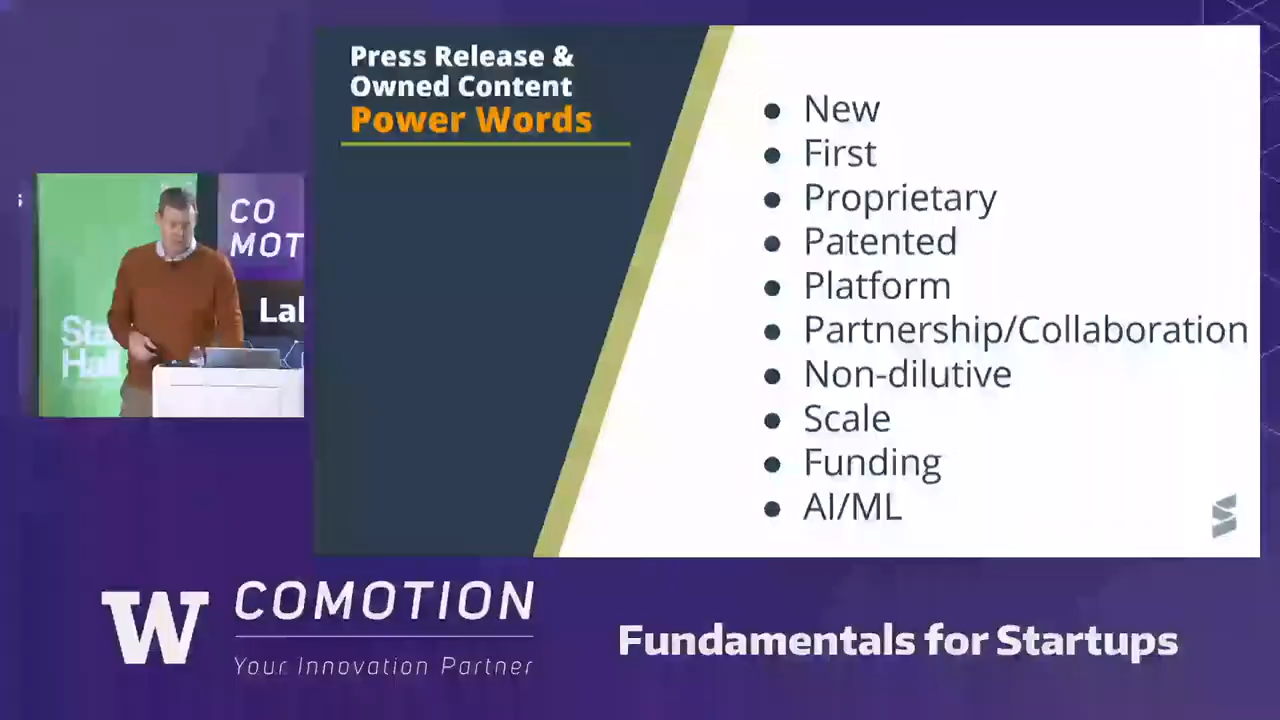 Press Release &
Owned Content
Power Words
• New
• First
• Proprietary
• Patented
• Platform
• Partnership/Collaboration
• Non-dilutive
• Scale
• Funding
• AI/ML
CO
MOT
Hall
W
COMOTION
Your Innovation Partner
Fundamentals for Startups